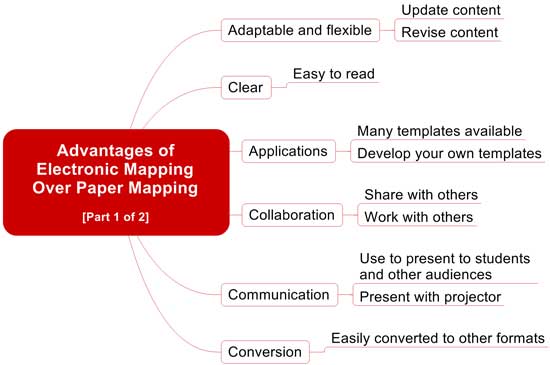 Advantages of
Electronic Mapping
Over Paper Mapping
[Part 1 of 2]
Adaptable and flexible
Update content
Revise content
Clear
Easy to read
Applications
Many templates available
Develop your own templates
Collaboration
Share with others
Work with others
Communication
Use to present to students
and other audiences
Present with projector
Conversion
Easily converted to other formats